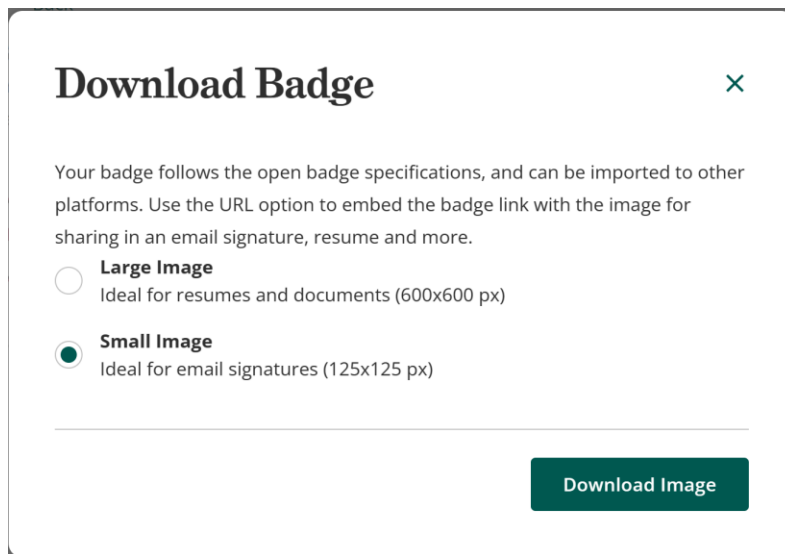 Download Badge
Your badge follows the open badge specifications, and can be imported to other
platforms. Use the URL option to embed the badge link with the image for
sharing in an email signature, resume and more.
Large Image
Ideal for resumes and documents (600x600 px)
Small Image
Ideal for email signatures (125x125 px)
Download Image